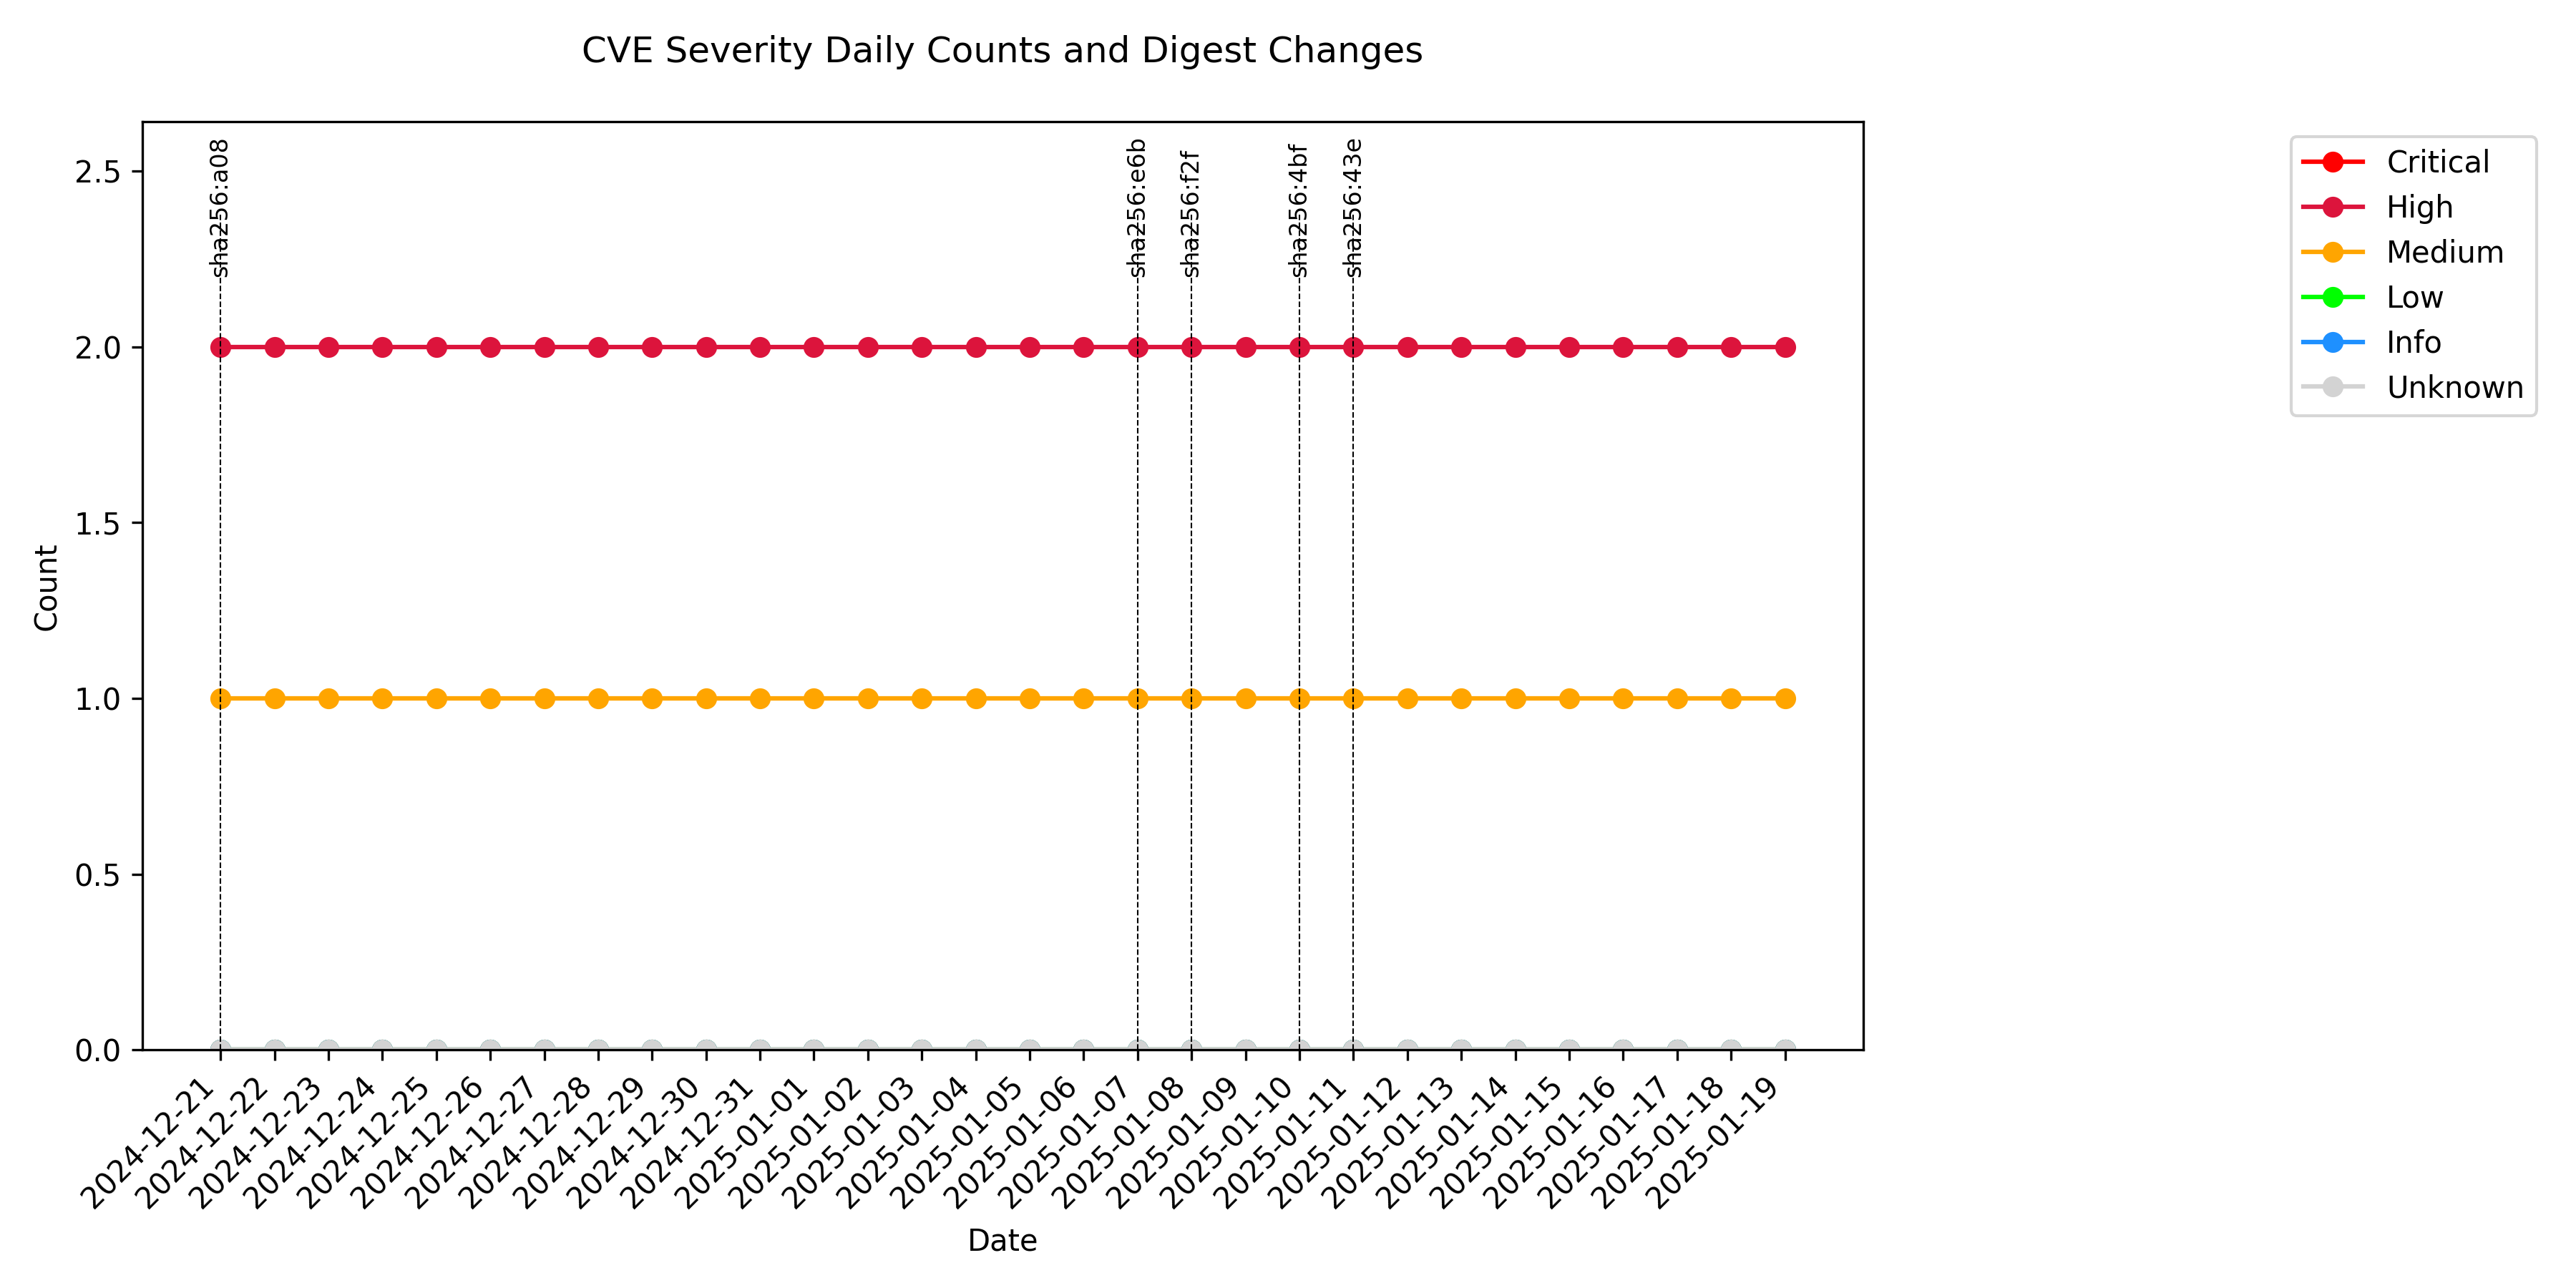 CVE Severity Daily Counts and Digest Changes
sha256:a08
sha256:e6b
sha256:f2f
sha256:4bf
sha256:43e
Critical
High
Medium
Low
Info
Unknown
Count
2.5
2.0
1.5
1.0
0.5
0.0
2024-12-21
2024-12-22
2024-12-23
2024-12-24
2024-12-25
2024-12-26
2024-12-27
2024-12-28
2024-12-29
2024-12-30
2024-12-31
2025-01-01
2025-01-02
2025-01-03
2025-01-04
2025-01-05
2025-01-06
2025-01-07
2025-01-08
2025-01-09
2025-01-10
2025-01-11
2025-01-12
2025-01-13
2025-01-14
2025-01-15
2025-01-16
2025-01-17
2025-01-18
2025-01-19
Date